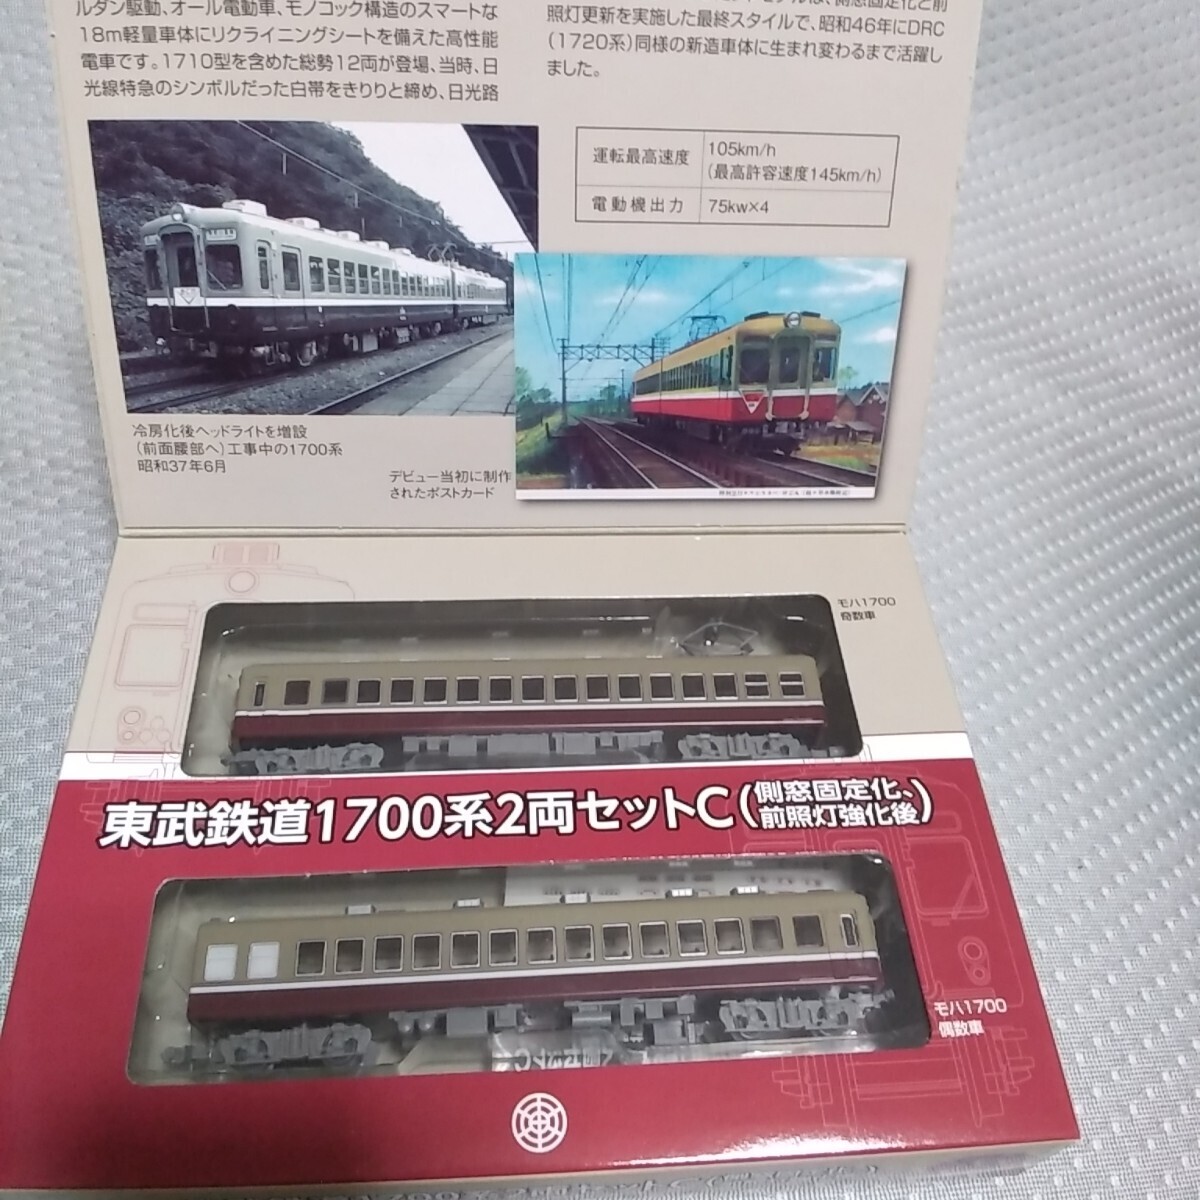 ルダン駆動、オール電動車、モノコック構造のスマートな
18m軽量車体にリクライニングシートを備えた高性能
電車です。1710型を含めた総勢12両が登場、当時、日
光線特急のシンボルだった白帯をきりりと締め、日光路
側窓固定化と前
照灯更新を実施した最終スタイルで、昭和46年にDRC
(1720系)同様の新造車体に生まれ変わるまで活躍し
ました。
運転最高速度 105km/h
(最高許容速度145km/h)
電動機出力 75kw×4
冷房化後ヘッドライトを増設
(前面腰部へ)工事中の1700系
昭和37年6月
デビュー当初に制作
されたポストカード
モハ1700
奇数車
東武鉄道1700系2両セットC(側窓固定化、
前照灯強化後)
モハ1700
偶数車